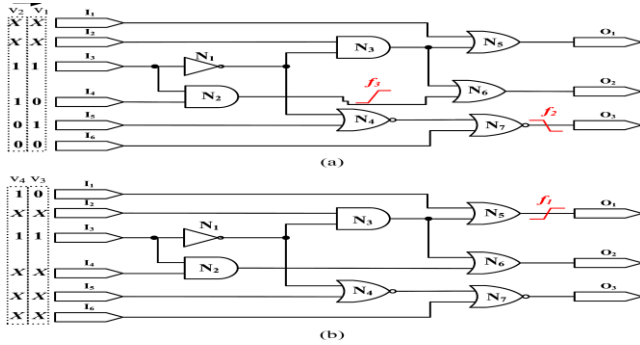 V₂ V₁
X X I₁
X X I₂
1 1 I₃
1 0 I₄
0 1 I₅
0 0 I₆
N₁
N₂
N₃
N₄
N₅
N₆
N₇
f₃
f₂
O₁
O₂
O₃
(a)
V₄ V₃
1 0 I₁
X X I₂
1 1 I₃
X X I₄
X X I₅
X X I₆
N₁
N₂
N₃
N₄
N₅
N₆
N₇
f₁
O₁
O₂
O₃
(b)